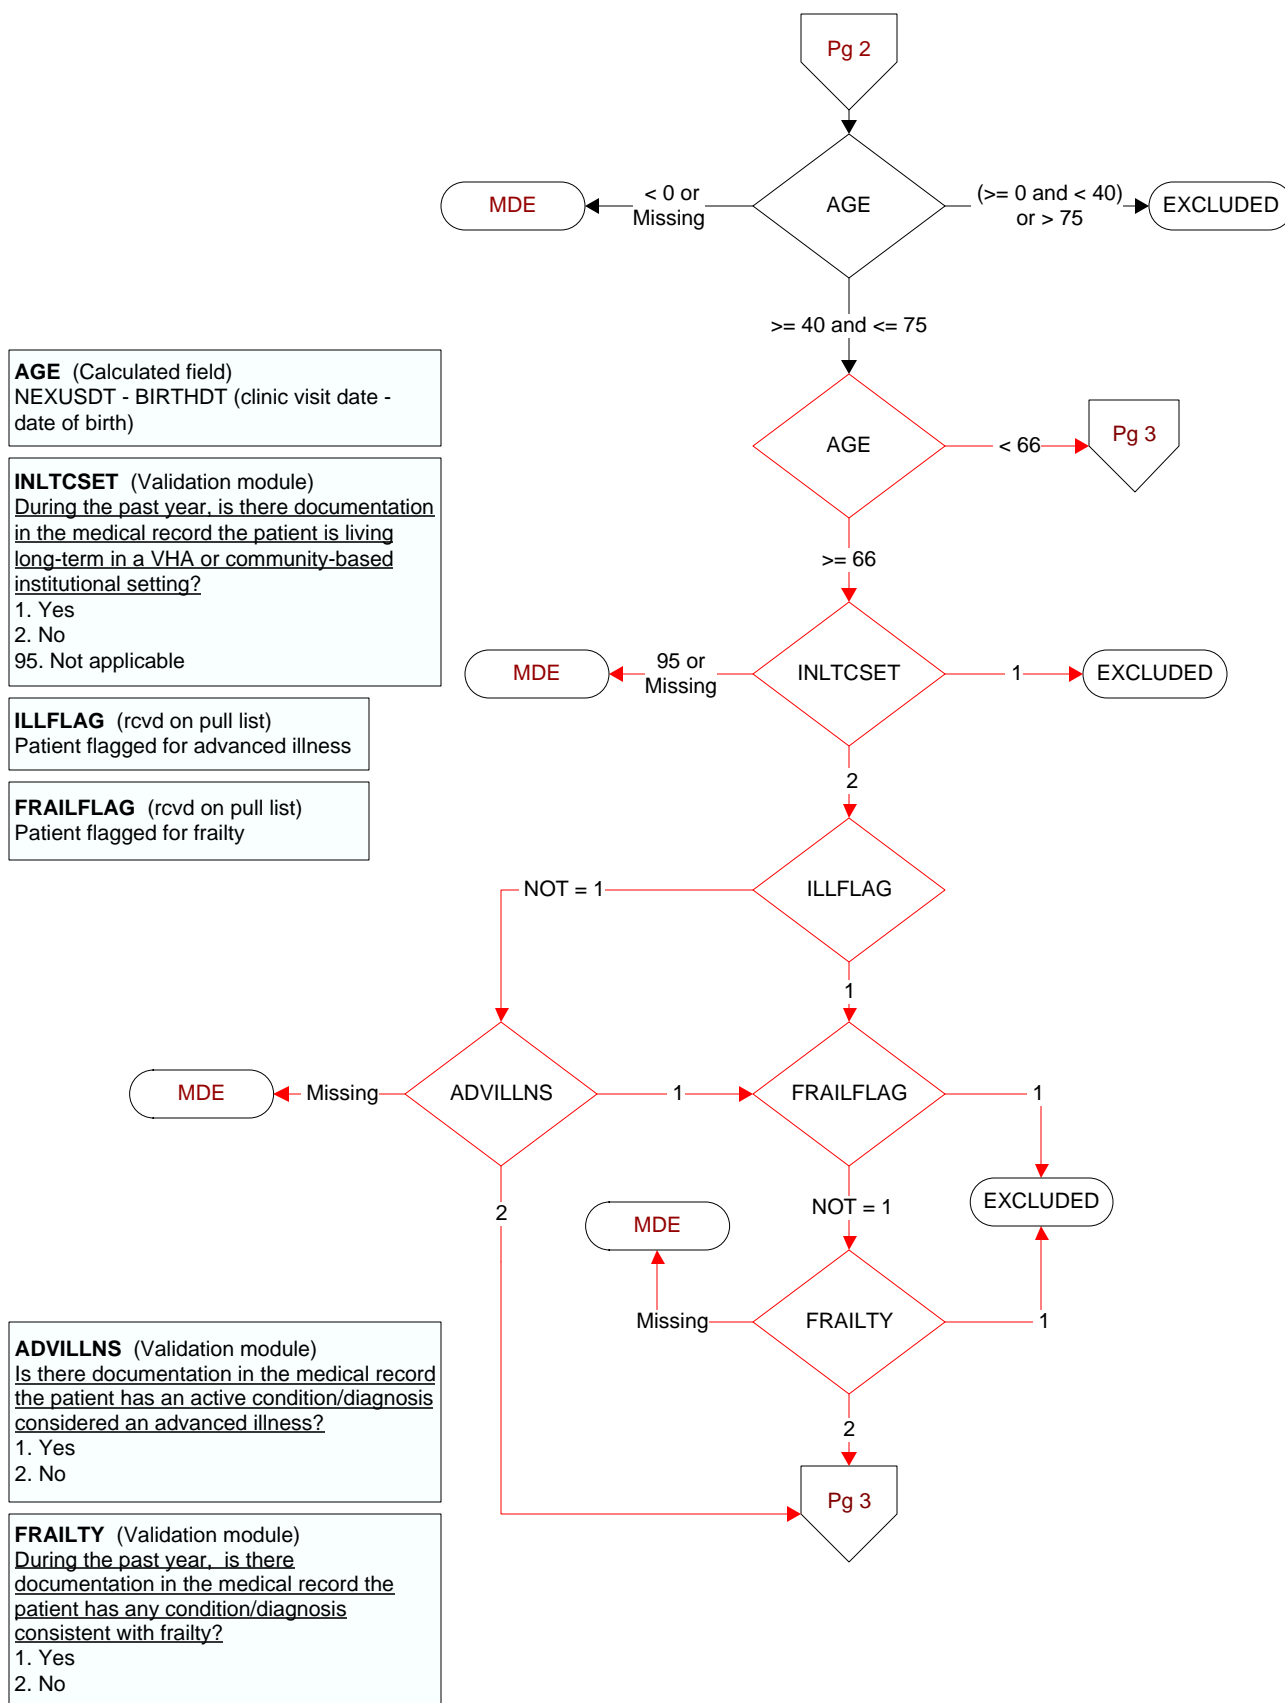 Pg 2
AGE
< 0 or
Missing
MDE
(>= 0 and < 40)
or > 75
EXCLUDED
>= 40 and <= 75
AGE
< 66
Pg 3
>= 66
INLTCSET
95 or
Missing
MDE
1
EXCLUDED
2
ILLFLAG
NOT = 1
1
ADVILLNS
Missing
MDE
1
2
FRAILFLAG
1
EXCLUDED
NOT = 1
FRAILTY
Missing
MDE
1
2
Pg 3
AGE (Calculated field)
NEXUSDT - BIRTHDT (clinic visit date -
date of birth)
INLTCSET (Validation module)
During the past year, is there documentation
in the medical record the patient is living
long-term in a VHA or community-based
institutional setting?
1. Yes
2. No
95. Not applicable
ILLFLAG (rcvd on pull list)
Patient flagged for advanced illness
FRAILFLAG (rcvd on pull list)
Patient flagged for frailty
ADVILLNS (Validation module)
Is there documentation in the medical record
the patient has an active condition/diagnosis
considered an advanced illness?
1. Yes
2. No
FRAILTY (Validation module)
During the past year, is there
documentation in the medical record the
patient has any condition/diagnosis
consistent with frailty?
1. Yes
2. No